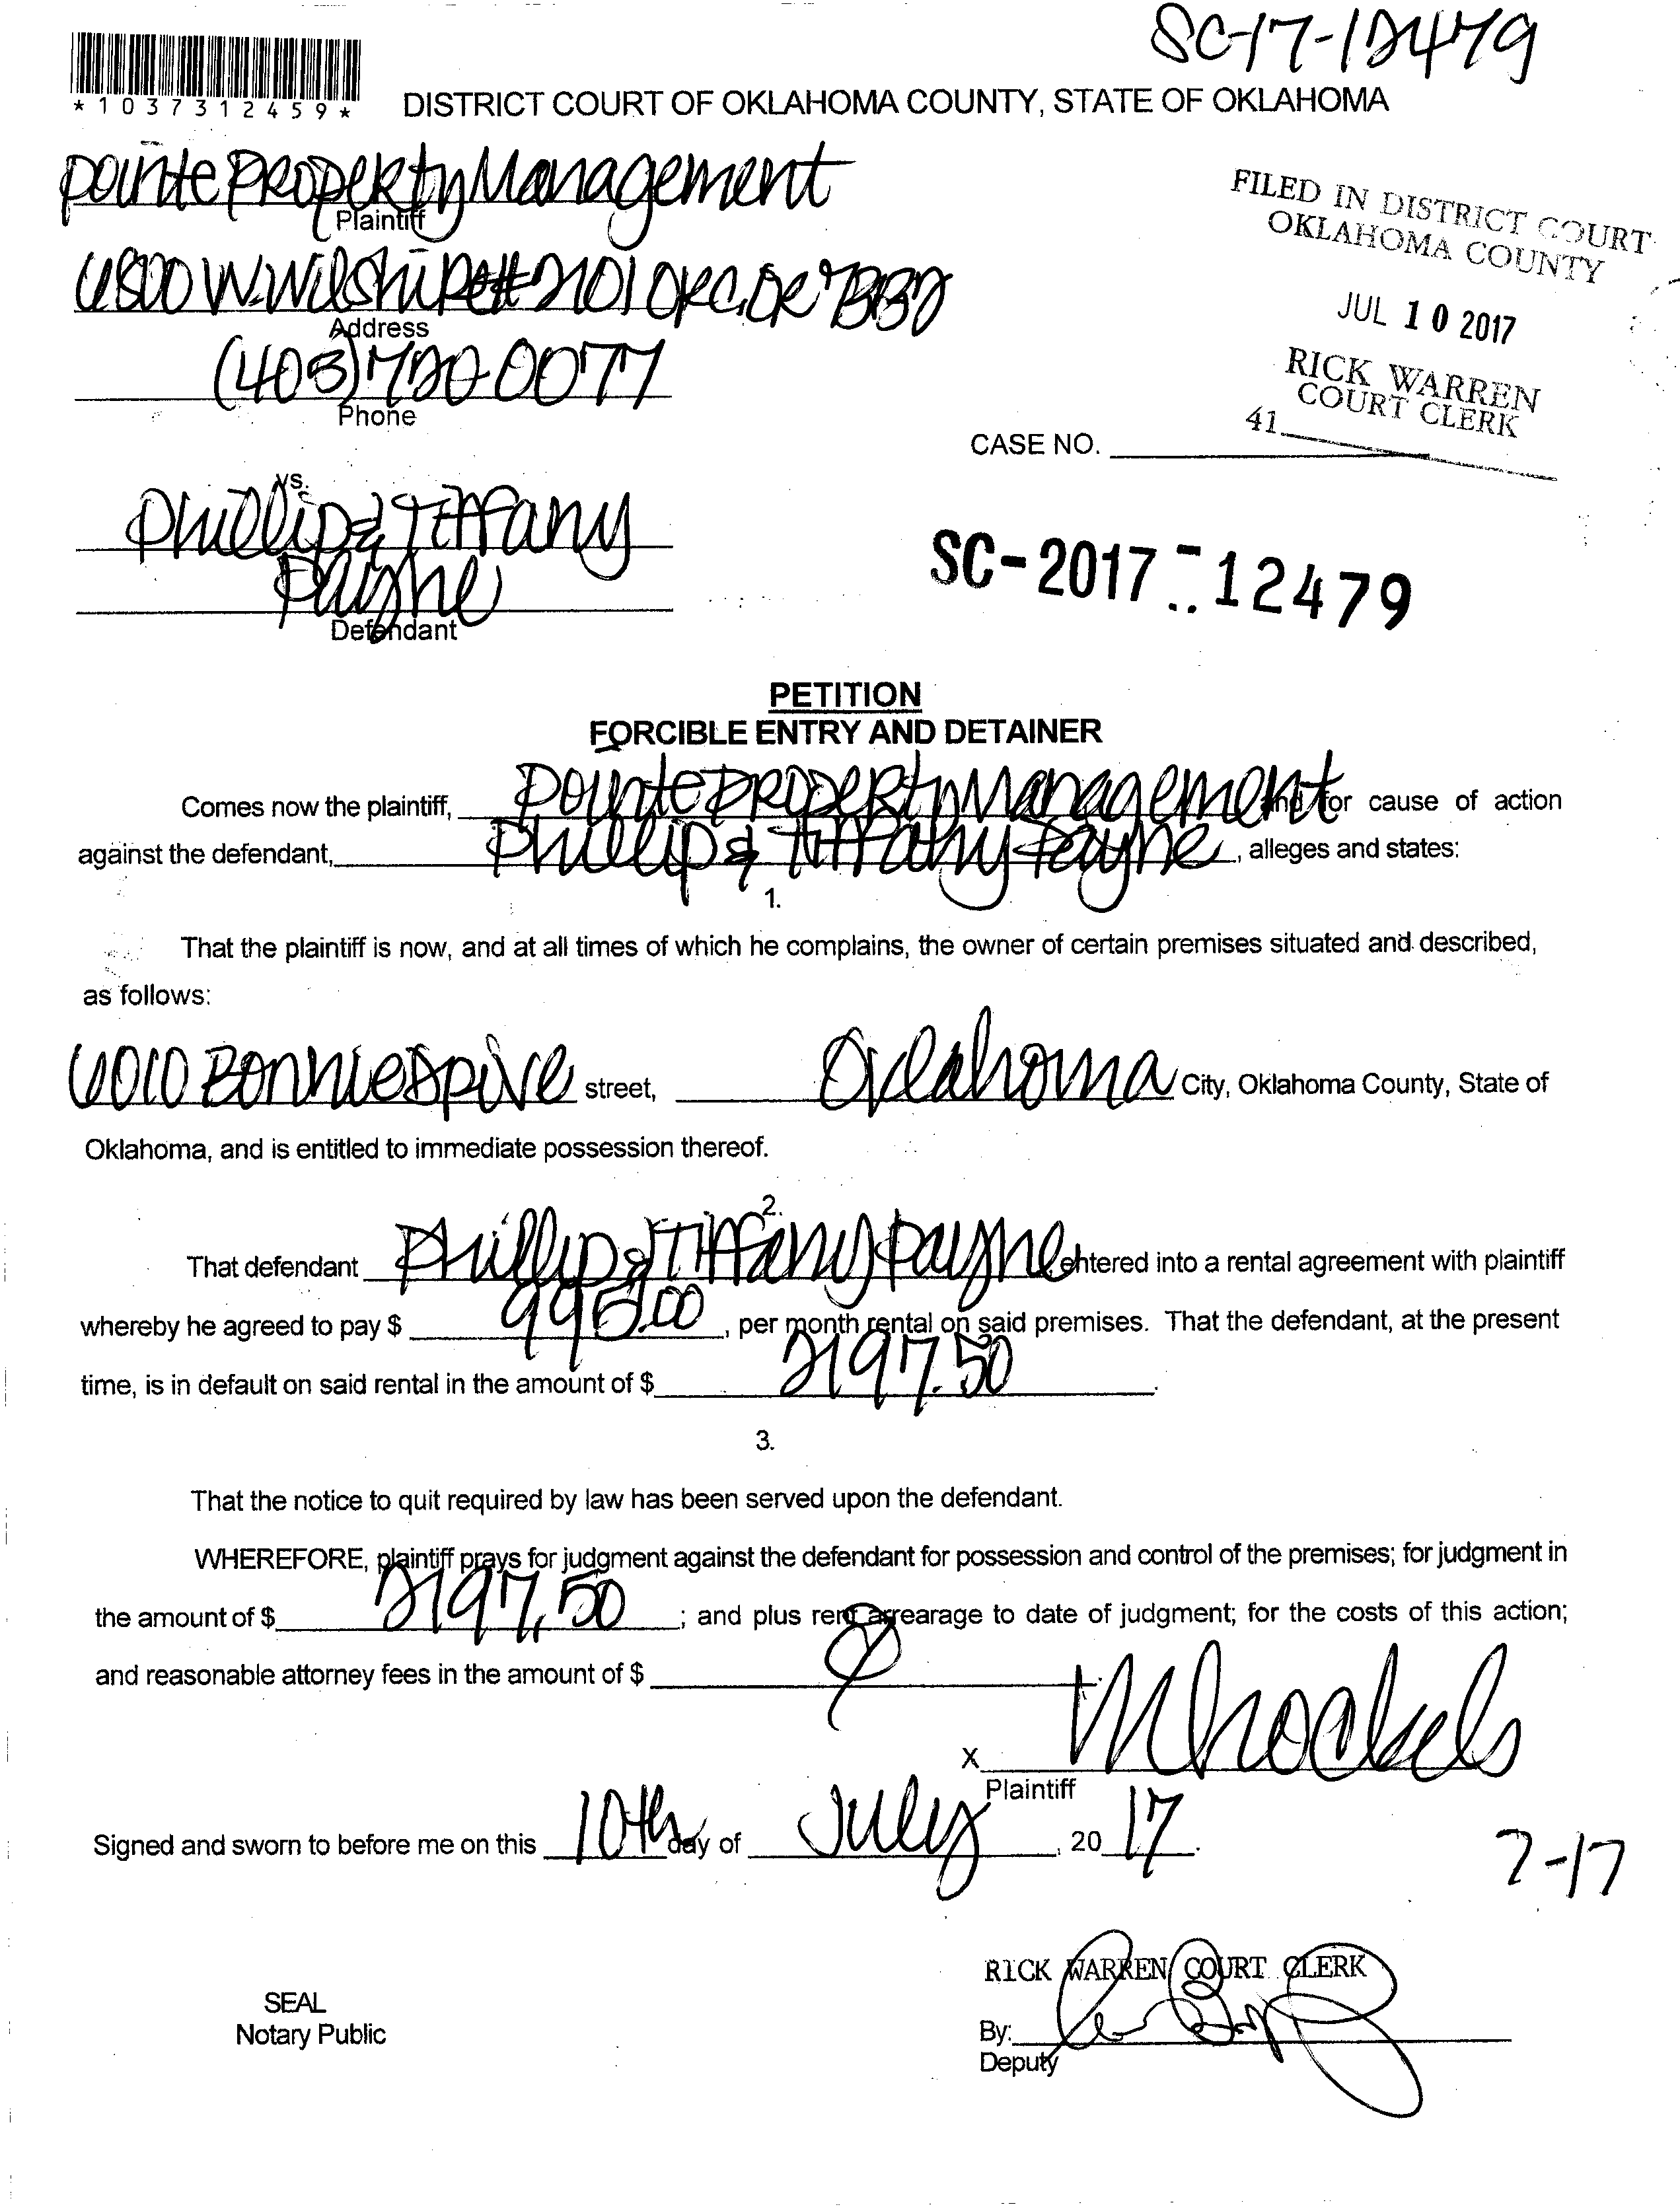 SC-17-12479
*1037312459*
DISTRICT COURT OF OKLAHOMA COUNTY, STATE OF OKLAHOMA
Pointe Property Management
Plaintiff
FILED IN DISTRICT COURT
OKLAHOMA COUNTY
6800 W. Wilshire # 2101 OKC, OK
Address
JUL 10 2017
(405) 720-0077
Phone
RICK WARREN
COURT CLERK
41
CASE NO.
vs.
Phillip & Tiffany
Payne
Defendant
SC-2017-12479
PETITION
FORCIBLE ENTRY AND DETAINER
Comes now the plaintiff, Pointe Property Management and for cause of action
against the defendant, Phillip & Tiffany Payne, alleges and states:
1.
That the plaintiff is now, and at all times of which he complains, the owner of certain premises situated and described,
as follows:
6010 Bonnie Drive street, Oklahoma City, Oklahoma County, State of
Oklahoma, and is entitled to immediate possession thereof.
2.
That defendant Phillip & Tiffany Payne entered into a rental agreement with plaintiff
whereby he agreed to pay $ 995.00, per month rental on said premises. That the defendant, at the present
time, is in default on said rental in the amount of $ 2197.50.
3.
That the notice to quit required by law has been served upon the defendant.
WHEREFORE, plaintiff prays for judgment against the defendant for possession and control of the premises; for judgment in
the amount of $ 2197.50; and plus rent arrearage to date of judgment; for the costs of this action;
and reasonable attorney fees in the amount of $
X
Plaintiff
Signed and sworn to before me on this 10th day of July, 20 17.
7-17
RICK WARREN COURT CLERK
SEAL
Notary Public
By:
Deputy